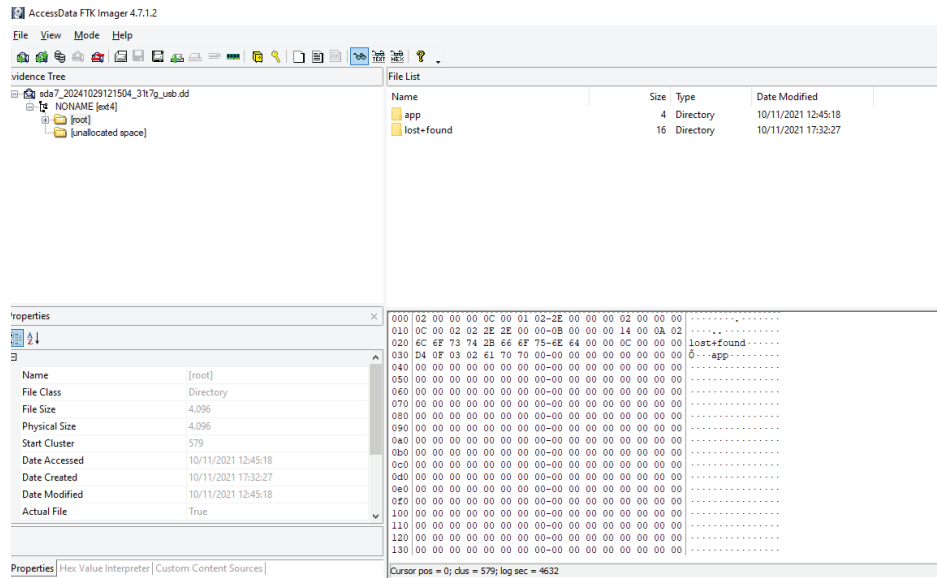 AccessData FTK Imager 4.7.1.2
File View Mode Help
vidence Tree
sda7_20241029121504_31t7g_usb.dd
NONAME [ext4]
[root]
[unallocated space]
File List
Name Size Type Date Modified
app 4 Directory 10/11/2021 12:45:18
lost+found 16 Directory 10/11/2021 17:32:27
roperties
Name [root]
File Class Directory
File Size 4.096
Physical Size 4.096
Start Cluster 579
Date Accessed 10/11/2021 12:45:18
Date Created 10/11/2021 17:32:27
Date Modified 10/11/2021 12:45:18
Actual File True
Properties Hex Value Interpreter Custom Content Sources
000 02 00 00 00 0C 00 01 02-2E 00 00 00 02 00 00 00 ········.·······
010 0C 00 02 02 2E 2E 00 00-0B 00 00 00 14 00 0A 02 ····..··········
020 6C 6F 73 74 2B 66 6F 75-6E 64 00 00 0C 00 00 00 lost+found······
030 D4 0F 03 02 61 70 70 00-00 00 00 00 00 00 00 00 Ô···app·········
040 00 00 00 00 00 00 00 00-00 00 00 00 00 00 00 00 ················
050 00 00 00 00 00 00 00 00-00 00 00 00 00 00 00 00 ················
060 00 00 00 00 00 00 00 00-00 00 00 00 00 00 00 00 ················
070 00 00 00 00 00 00 00 00-00 00 00 00 00 00 00 00 ················
080 00 00 00 00 00 00 00 00-00 00 00 00 00 00 00 00 ················
090 00 00 00 00 00 00 00 00-00 00 00 00 00 00 00 00 ················
0a0 00 00 00 00 00 00 00 00-00 00 00 00 00 00 00 00 ················
0b0 00 00 00 00 00 00 00 00-00 00 00 00 00 00 00 00 ················
0c0 00 00 00 00 00 00 00 00-00 00 00 00 00 00 00 00 ················
0d0 00 00 00 00 00 00 00 00-00 00 00 00 00 00 00 00 ················
0e0 00 00 00 00 00 00 00 00-00 00 00 00 00 00 00 00 ················
0f0 00 00 00 00 00 00 00 00-00 00 00 00 00 00 00 00 ················
100 00 00 00 00 00 00 00 00-00 00 00 00 00 00 00 00 ················
110 00 00 00 00 00 00 00 00-00 00 00 00 00 00 00 00 ················
120 00 00 00 00 00 00 00 00-00 00 00 00 00 00 00 00 ················
130 00 00 00 00 00 00 00 00-00 00 00 00 00 00 00 00 ················
Cursor pos = 0; clus = 579; log sec = 4632